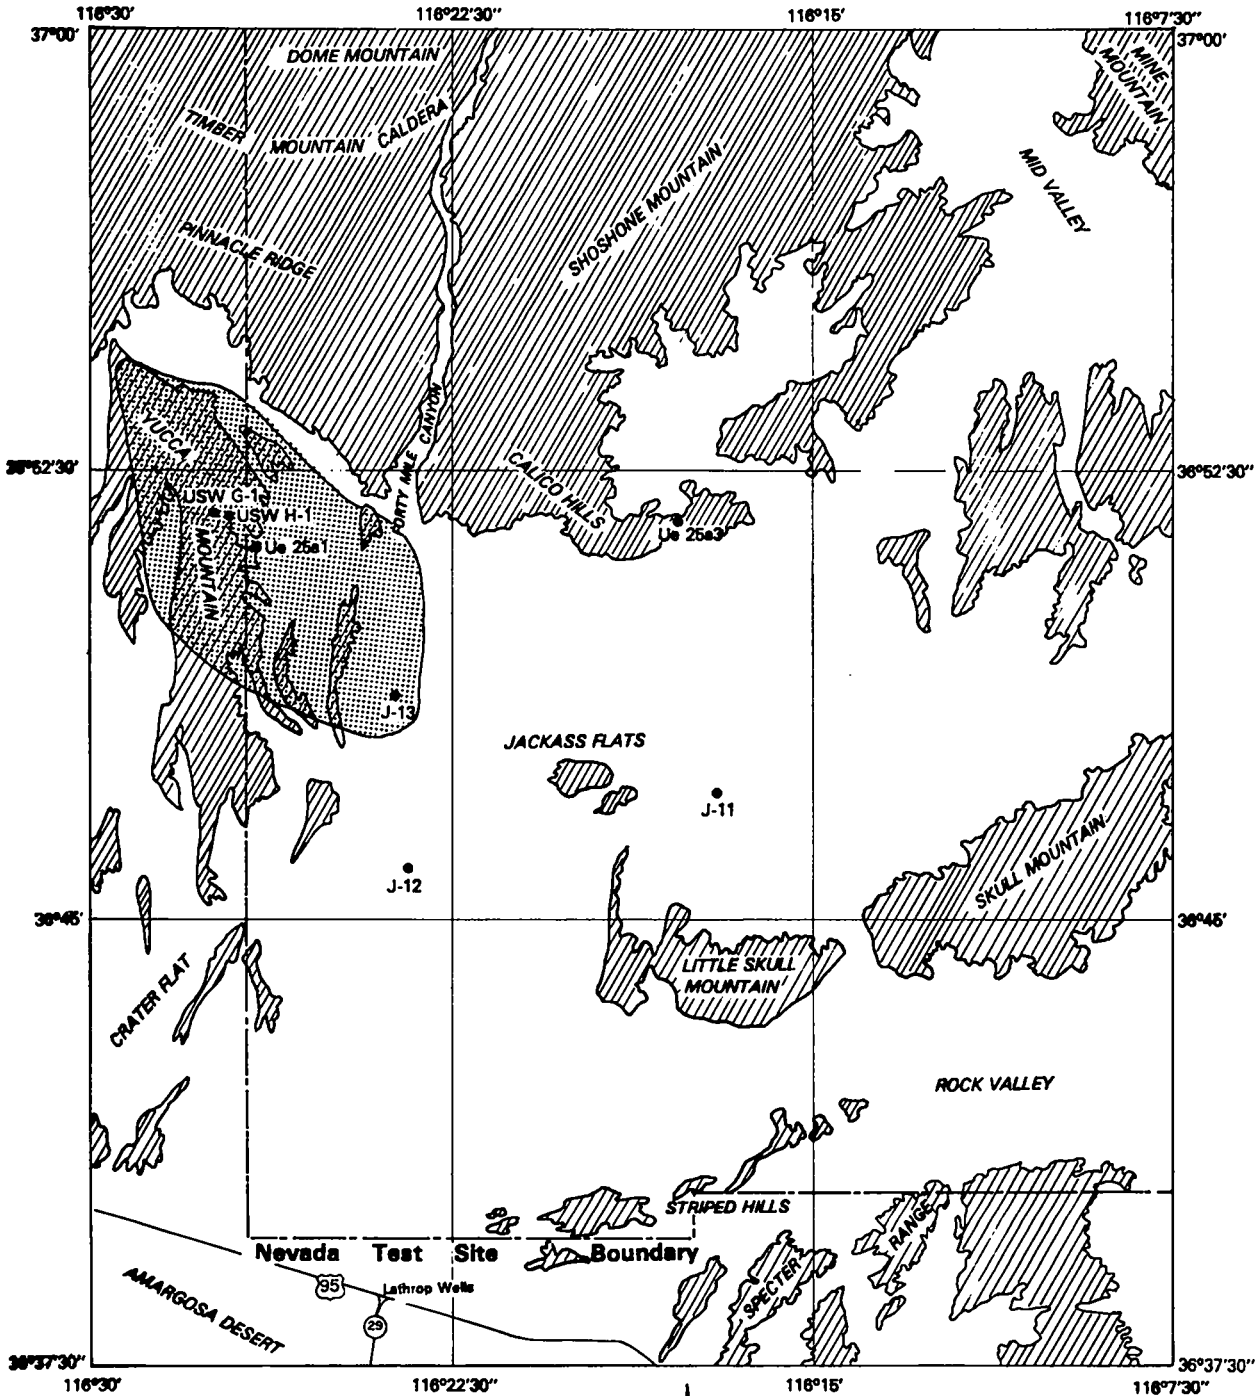 116°30' 116°22'30'' 116°15' 116°7'30''
37°00' 37°00'
DOME MOUNTAIN
MINE
MOUNTAIN
TIMBER MOUNTAIN CALDERA
MID VALLEY
SHOSHONE MOUNTAIN
PINNACLE RIDGE
FORTY MILE CANYON
YUCCA
MOUNTAIN
36°52'30'' 36°52'30''
CALICO HILLS
USW G-1
USW H-1
Ue 25a3
Ue 25a1
J-13
JACKASS FLATS
J-11
SKULL MOUNTAIN
J-12
36°45' 36°45'
LITTLE SKULL
MOUNTAIN
CRATER FLAT
ROCK VALLEY
STRIPED HILLS
RANGE
Nevada Test Site Boundary
SPECTER
95
Lathrop Wells
29
AMARGOSA DESERT
36°37'30'' 36°37'30''
116°30' 116°22'30'' 116°15' 116°7'30''